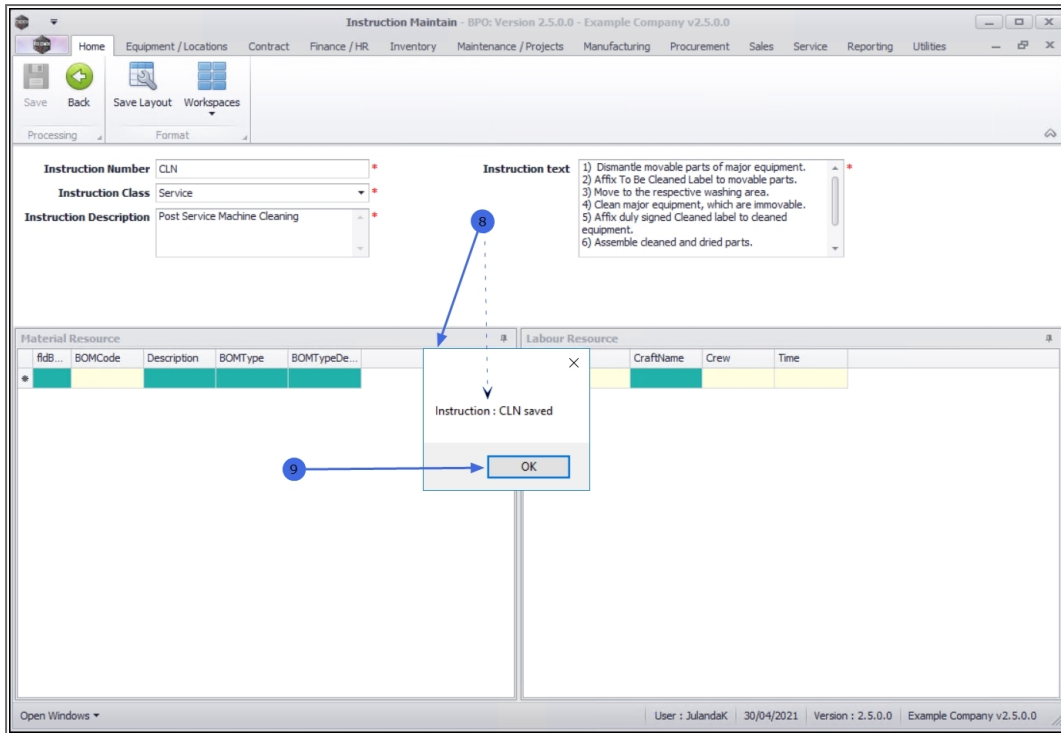 Instruction Maintain - BPO: Version 2.5.0.0 - Example Company v2.5.0.0
Home Equipment / Locations Contract Finance / HR Inventory Maintenance / Projects Manufacturing Procurement Sales Service Reporting Utilities
Save Back Save Layout Workspaces
Processing Format
Instruction Number CLN *
Instruction Class Service *
Instruction Description Post Service Machine Cleaning *
Instruction text *
1) Dismantle movable parts of major equipment.
2) Affix To Be Cleaned Label to movable parts.
3) Move to the respective washing area.
4) Clean major equipment, which are immovable.
5) Affix duly signed Cleaned label to cleaned
equipment.
6) Assemble cleaned and dried parts.
8
Material Resource
fldB... BOMCode Description BOMType BOMTypeDe...
Labour Resource
CraftName Crew Time
Instruction : CLN saved
9
OK
Open Windows User : JulandaK 30/04/2021 Version : 2.5.0.0 Example Company v2.5.0.0